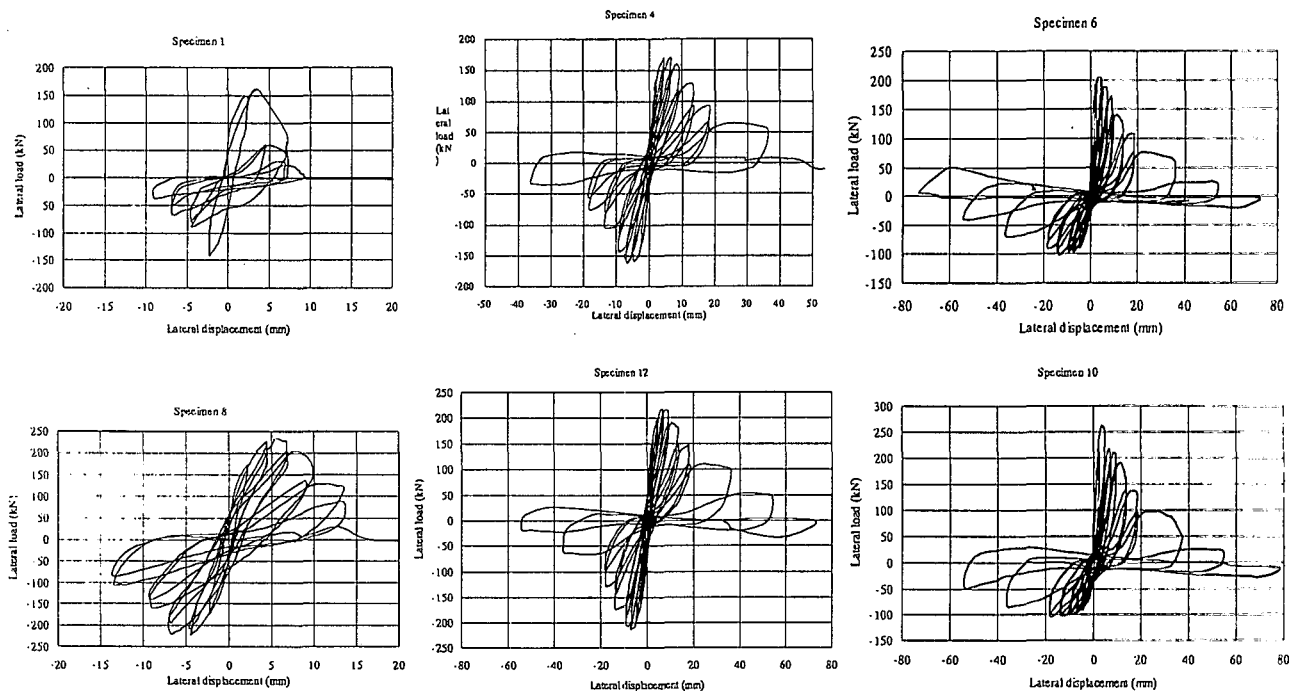 Specimen 1
200
150
100
50
0
50
-100
-150
200
Lateral load (kN)
-20 -15 -10 -5 0 5 10 15 20
Lateral displacement (mm)
Specimen 4
200
150
100
50
0
-50
-100
-150
-200
Lat
eral
load
(kN
)
-50 -40 -30 -20 -10 0 10 20 30 40 50
Lateral displacement (mm)
Specimen 6
250
200
150
100
50
0
-50
-100
-150
Lateral load (kN)
-80 -60 -40 -20 0 20 40 60 80
Lateral displacement (mm)
Specimen 8
250
200
150
100
50
0
-50
-100
-150
-200
-250
Lateral load (kN)
-20 -15 -10 -5 0 5 10 15 20
Lateral displacement (mm)
Specimen 12
250
200
150
100
50
0
-50
-100
-150
-200
-250
Lateral load (kN)
-80 -60 -40 -20 0 20 40 60 80
Lateral displacement (mm)
Specimen 10
300
250
200
150
100
50
0
-50
-100
-150
Lateral load (kN)
-80 -60 -40 -20 0 20 40 60 80
Lateral displacement (mm)